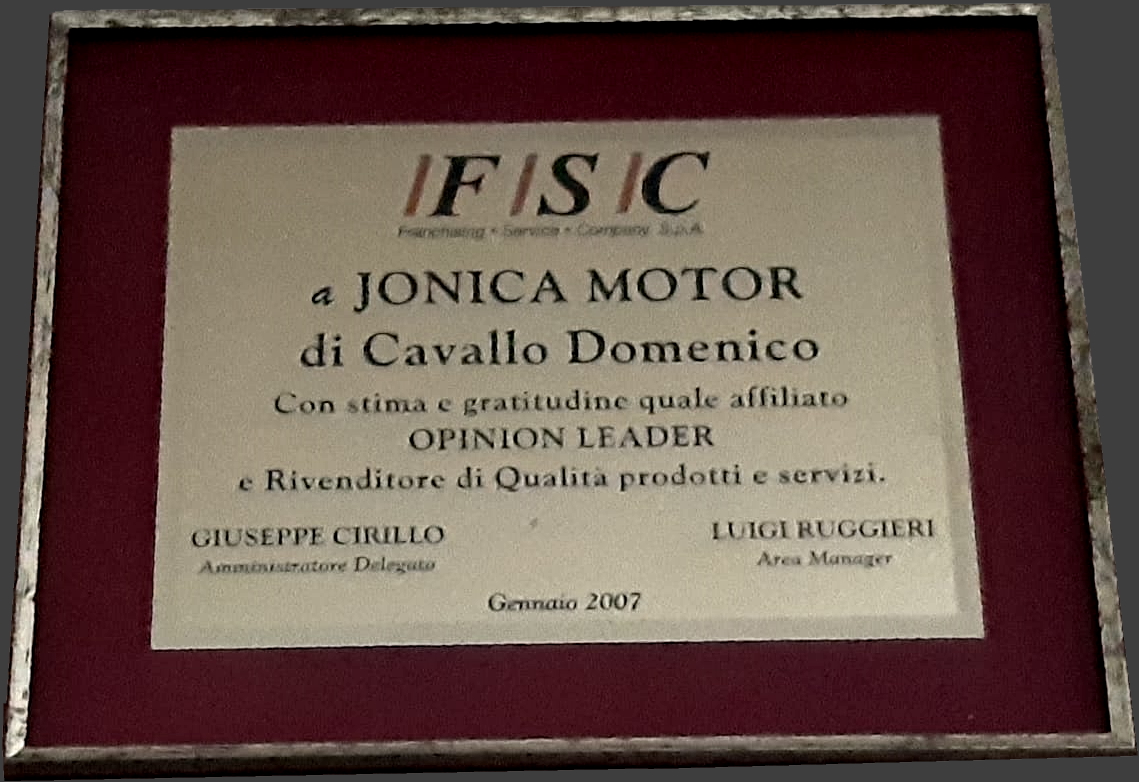 F S C
Franchising • Service • Company S.p.A.
a JONICA MOTOR
di Cavallo Domenico
Con stima e gratitudine quale affiliato
OPINION LEADER
e Rivenditore di Qualità prodotti e servizi.
GIUSEPPE CIRILLO LUIGI RUGGIERI
Amministratore Delegato Area Manager
Gennaio 2007